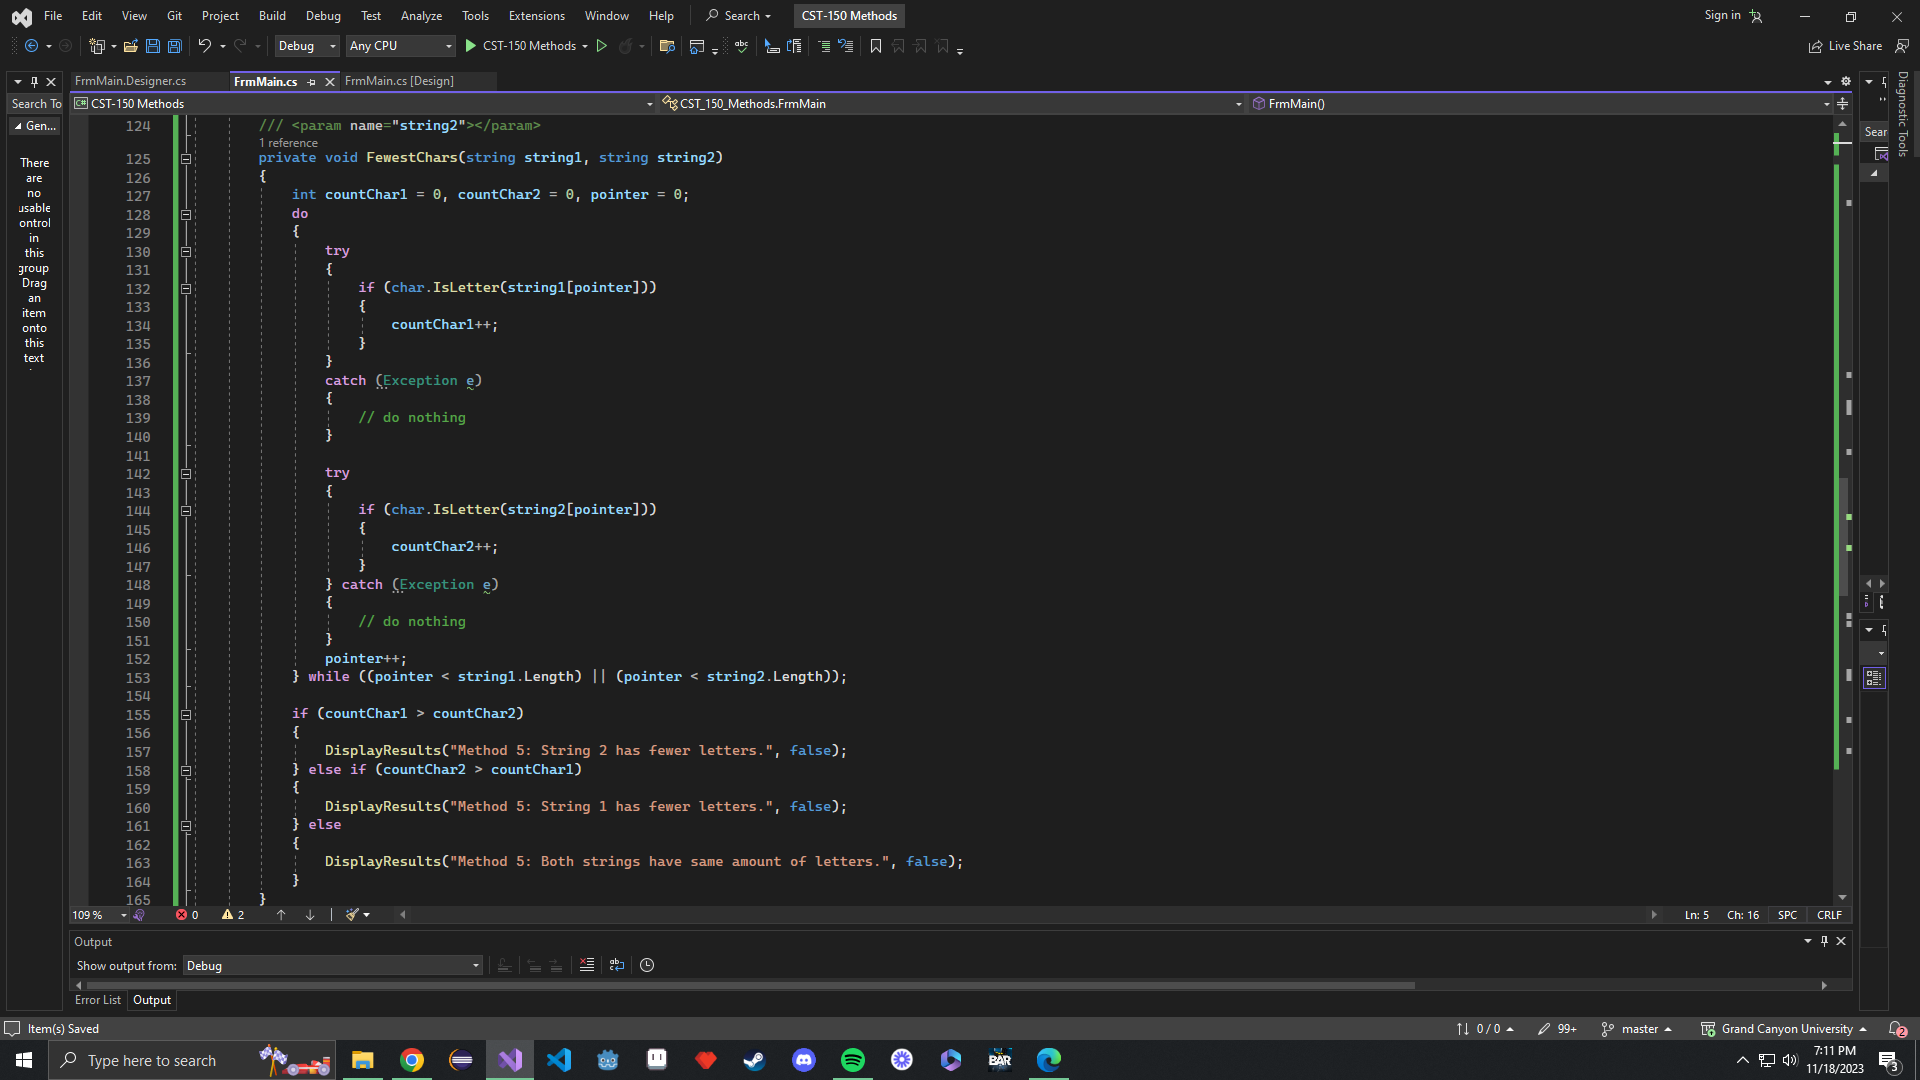 File Edit View Git Project Build Debug Test Analyze Tools Extensions Window Help Search CST-150 Methods Sign in
Debug Any CPU CST-150 Methods Live Share
FrmMain.Designer.cs FrmMain.cs FrmMain.cs [Design]
Search To CST-150 Methods CST_150_Methods.FrmMain FrmMain()
Gen...
There
are
no
usable
ontrol
in
this
group
Drag
an
item
onto
this
text
124 /// <param name="string2"></param>
1 reference
125 private void FewestChars(string string1, string string2)
126 {
127 int countChar1 = 0, countChar2 = 0, pointer = 0;
128 do
129 {
130 try
131 {
132 if (char.IsLetter(string1[pointer]))
133 {
134 countChar1++;
135 }
136 }
137 catch (Exception e)
138 {
139 // do nothing
140 }
141
142 try
143 {
144 if (char.IsLetter(string2[pointer]))
145 {
146 countChar2++;
147 }
148 } catch (Exception e)
149 {
150 // do nothing
151 }
152 pointer++;
153 } while ((pointer < string1.Length) || (pointer < string2.Length));
154
155 if (countChar1 > countChar2)
156 {
157 DisplayResults("Method 5: String 2 has fewer letters.", false);
158 } else if (countChar2 > countChar1)
159 {
160 DisplayResults("Method 5: String 1 has fewer letters.", false);
161 } else
162 {
163 DisplayResults("Method 5: Both strings have same amount of letters.", false);
164 }
165 }
109 % 0 2 Ln: 5 Ch: 16 SPC CRLF
Output
Show output from: Debug
Error List Output
Item(s) Saved 0 / 0 99+ master Grand Canyon University 2
Type here to search BAR 7:11 PM
11/18/2023 3
Diagnostic Tools
Sear